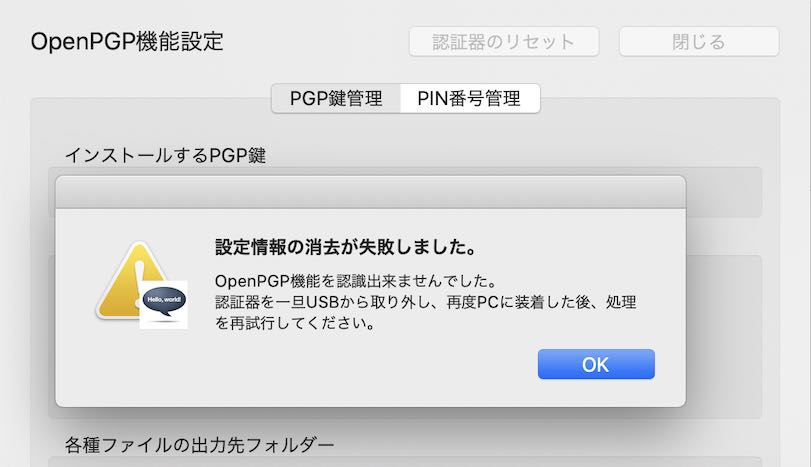 OpenPGP機能設定
認証器のリセット
閉じる
PGP鍵管理
PIN番号管理
インストールするPGP鍵
設定情報の消去が失敗しました。
OpenPGP機能を認識出来ませんでした。
認証器を一旦USBから取り外し、再度PCに装着した後、処理
を再試行してください。
Hello, world!
OK
各種ファイルの出力先フォルダー